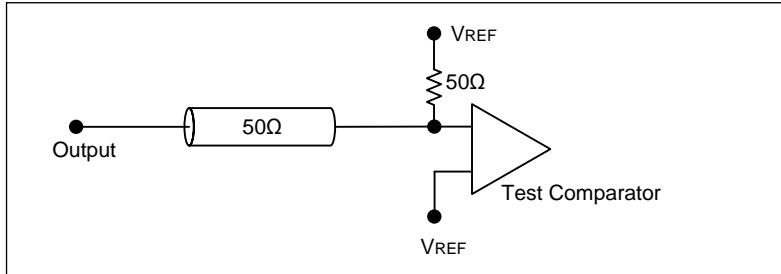 VREF
50Ω
50Ω
Output
Test Comparator
VREF